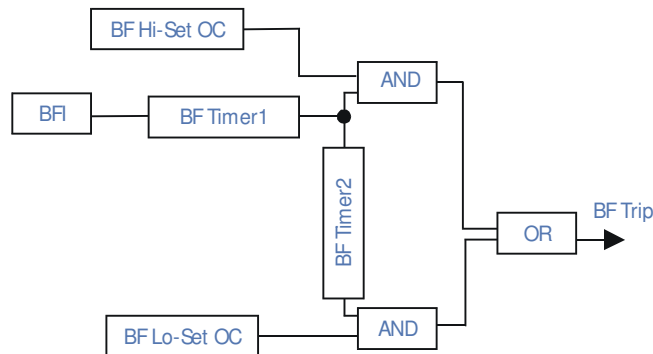 BF Hi-Set OC
AND
BFI
BF Timer1
BF Timer2
BF Trip
OR
BF Lo-Set OC
AND